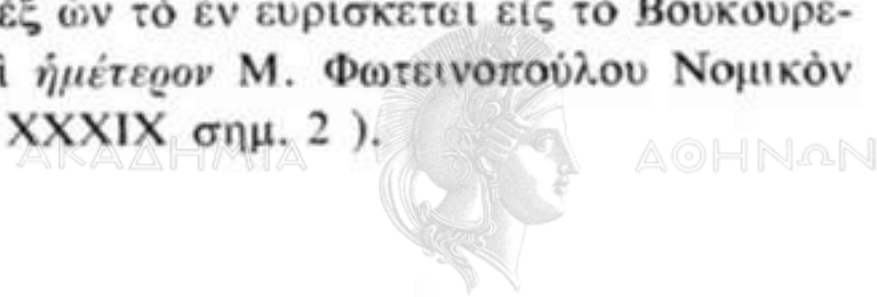 ἐξ ὧν τὸ ἓν εὑρίσκεται εἰς τὸ Βουκουρέ-
ἡμέτερον Μ. Φωτεινοπούλου Νομικὸν
XXXIX σημ. 2 ).
ΑΚΑΔΗΜΙΑ ΑΘΗΝΩΝ